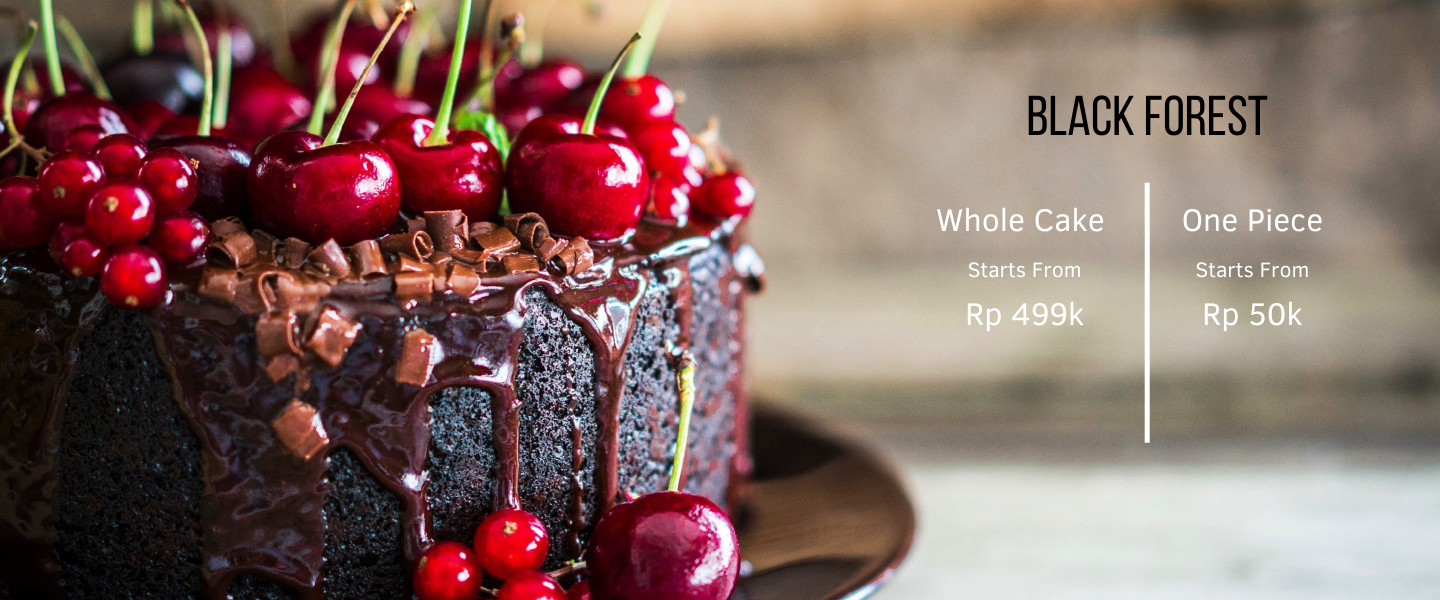 BLACK FOREST
Whole Cake
Starts From
Rp 499k
One Piece
Starts From
Rp 50k